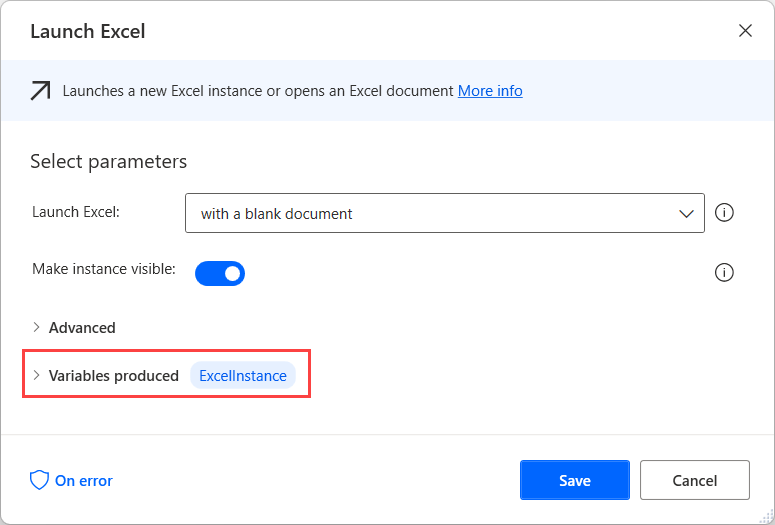 Launch Excel
Launches a new Excel instance or opens an Excel document More info
Select parameters
Launch Excel: with a blank document
Make instance visible:
Advanced
Variables produced ExcelInstance
On error Save Cancel